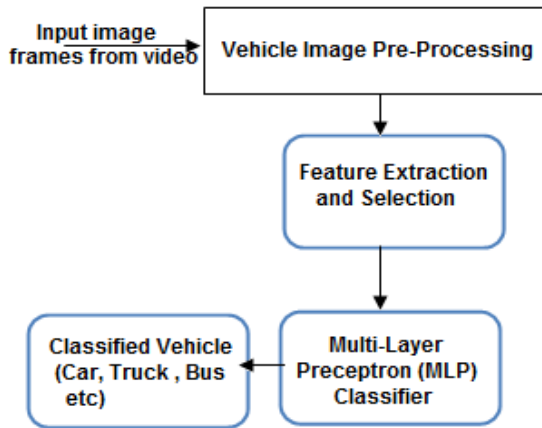 Input image
frames from video
Vehicle Image Pre-Processing
Feature Extraction
and Selection
Multi-Layer
Preceptron (MLP)
Classifier
Classified Vehicle
(Car, Truck , Bus
etc)